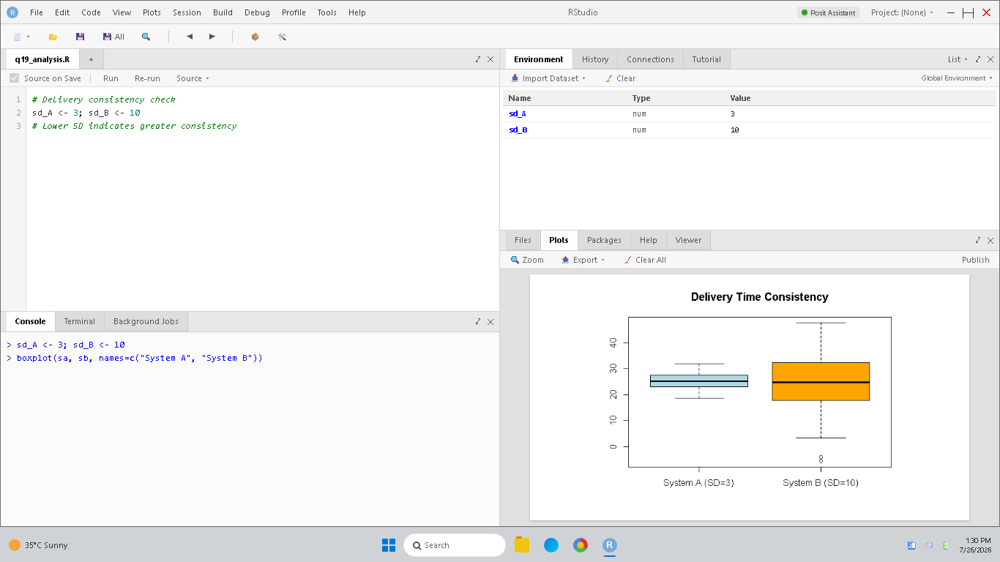 R File Edit Code View Plots Session Build Debug Profile Tools Help RStudio Posit Assistant Project: (None)
All
q19_analysis.R +
Source on Save Run Re-run Source
1 # Delivery consistency check
2 sd_A <- 3; sd_B <- 10
3 # Lower SD indicates greater consistency
Console Terminal Background Jobs
> sd_A <- 3; sd_B <- 10
> boxplot(sa, sb, names=c("System A", "System B"))
Environment History Connections Tutorial List
Import Dataset Clear Global Environment
Name Type Value
sd_A num 3
sd_B num 10
Files Plots Packages Help Viewer
Zoom Export Clear All Publish
Delivery Time Consistency
40
30
20
10
0
System A (SD=3) System B (SD=10)
35°C Sunny Search R 1:30 PM
7/26/2026